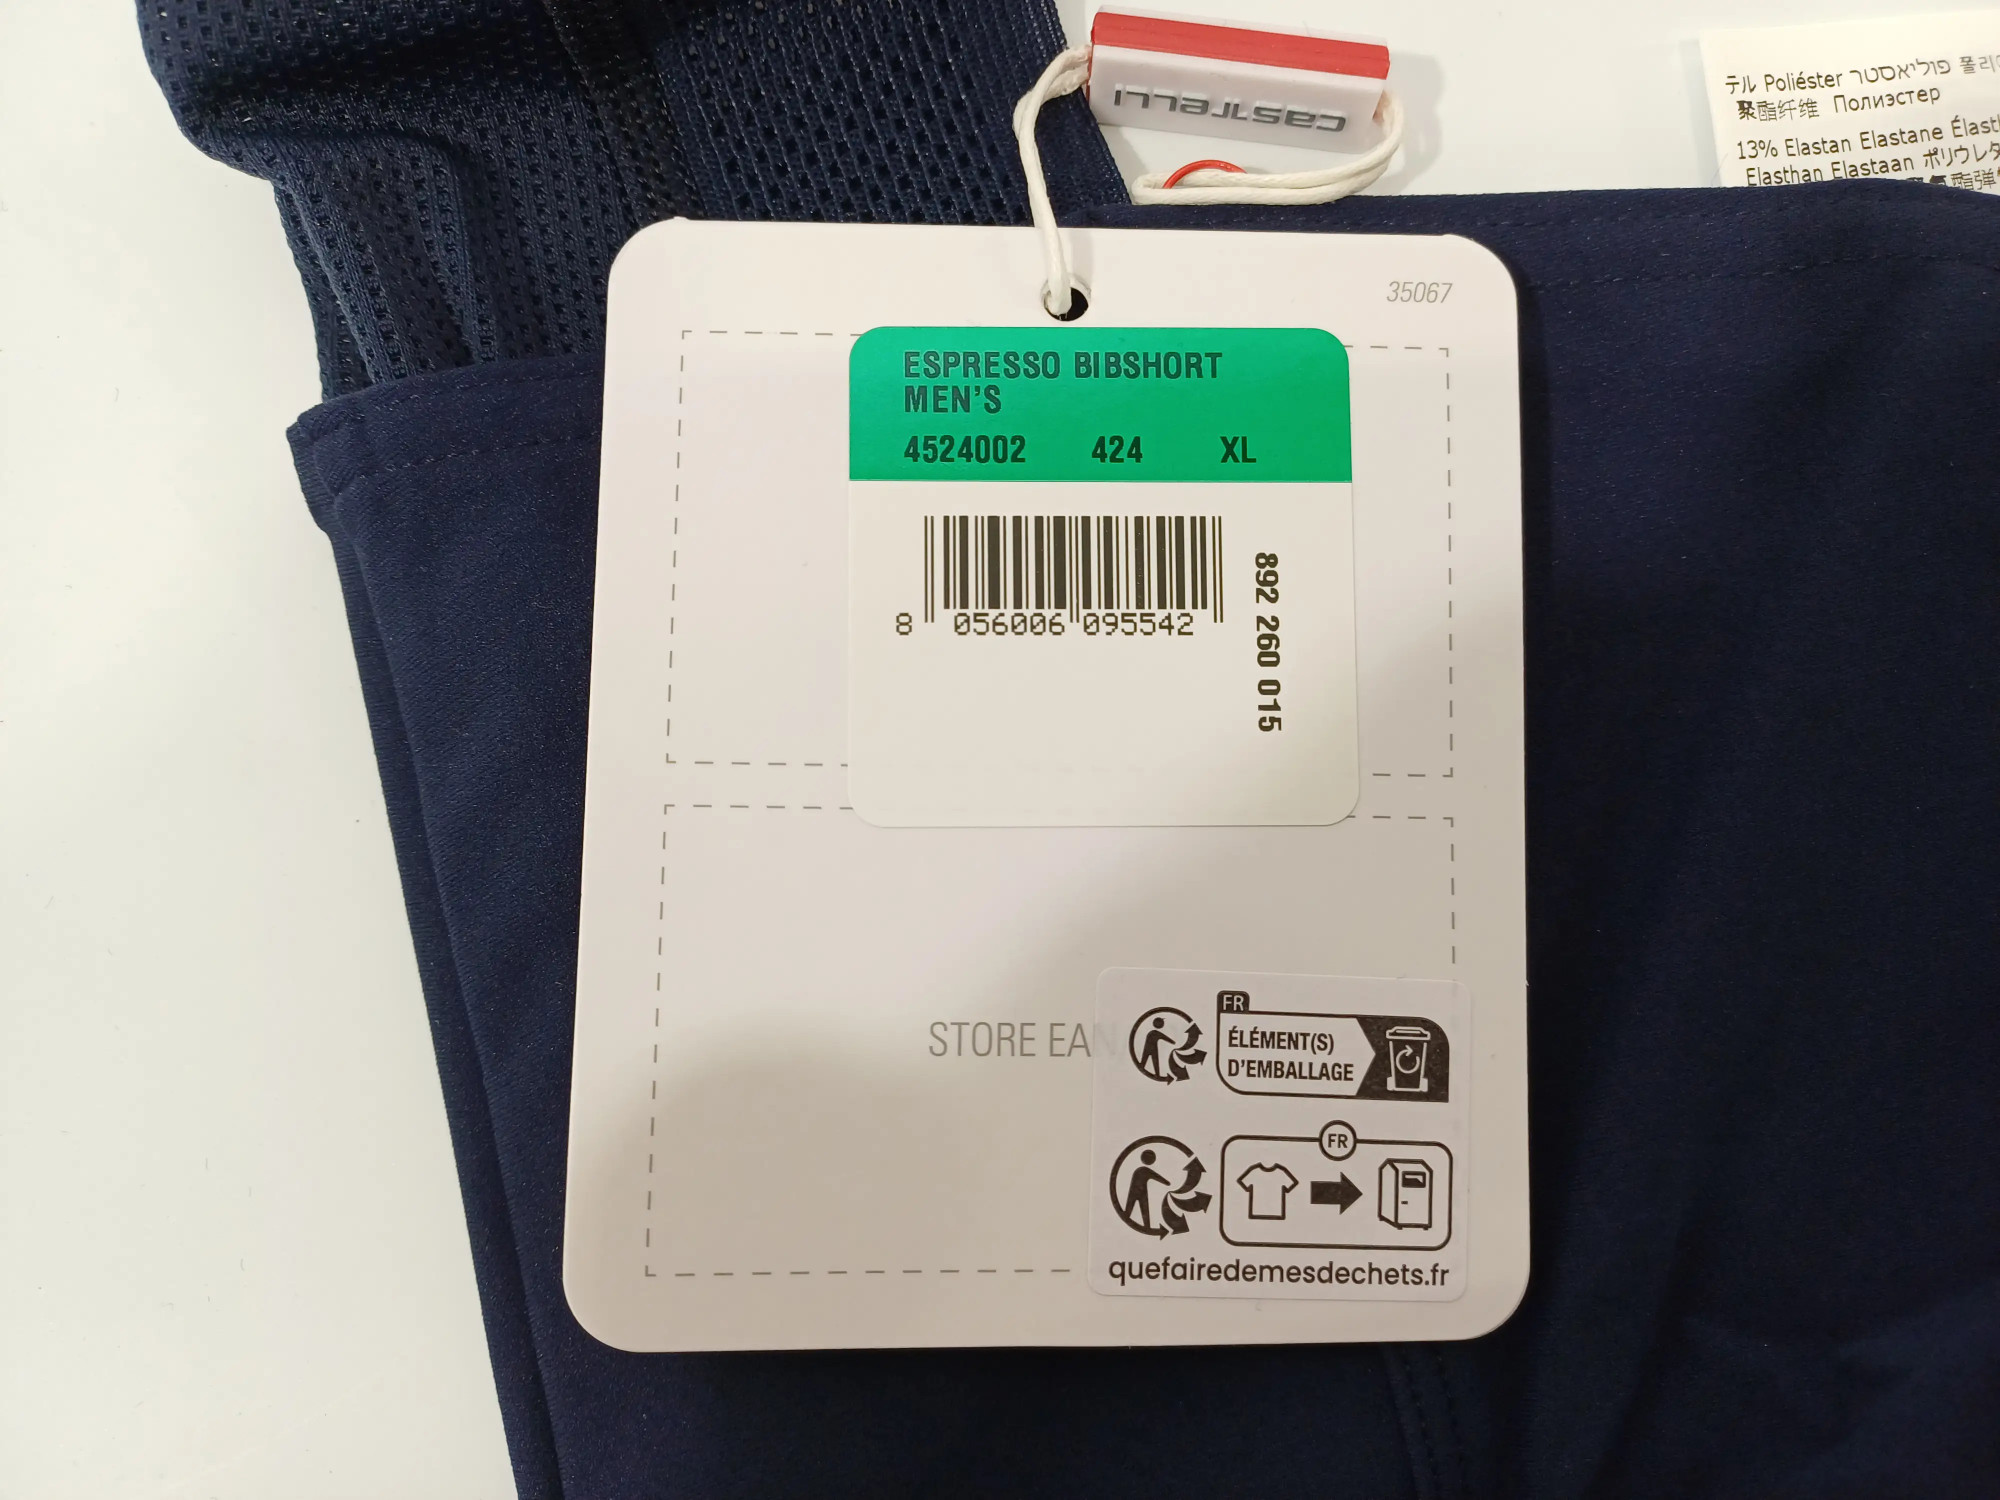 castelli
テル Poliéster פוליאסטר 폴리
聚酯纤维 Полиэстер
13% Elastan Elastane Élast
Elasthan Elastaan ポリウレタ
35067
ESPRESSO BIBSHORT
MEN'S
4524002 424 XL
8 056006 095542
892 260 015
STORE EAN
FR
ÉLÉMENT(S)
D'EMBALLAGE
FR
quefairedemesdechets.fr